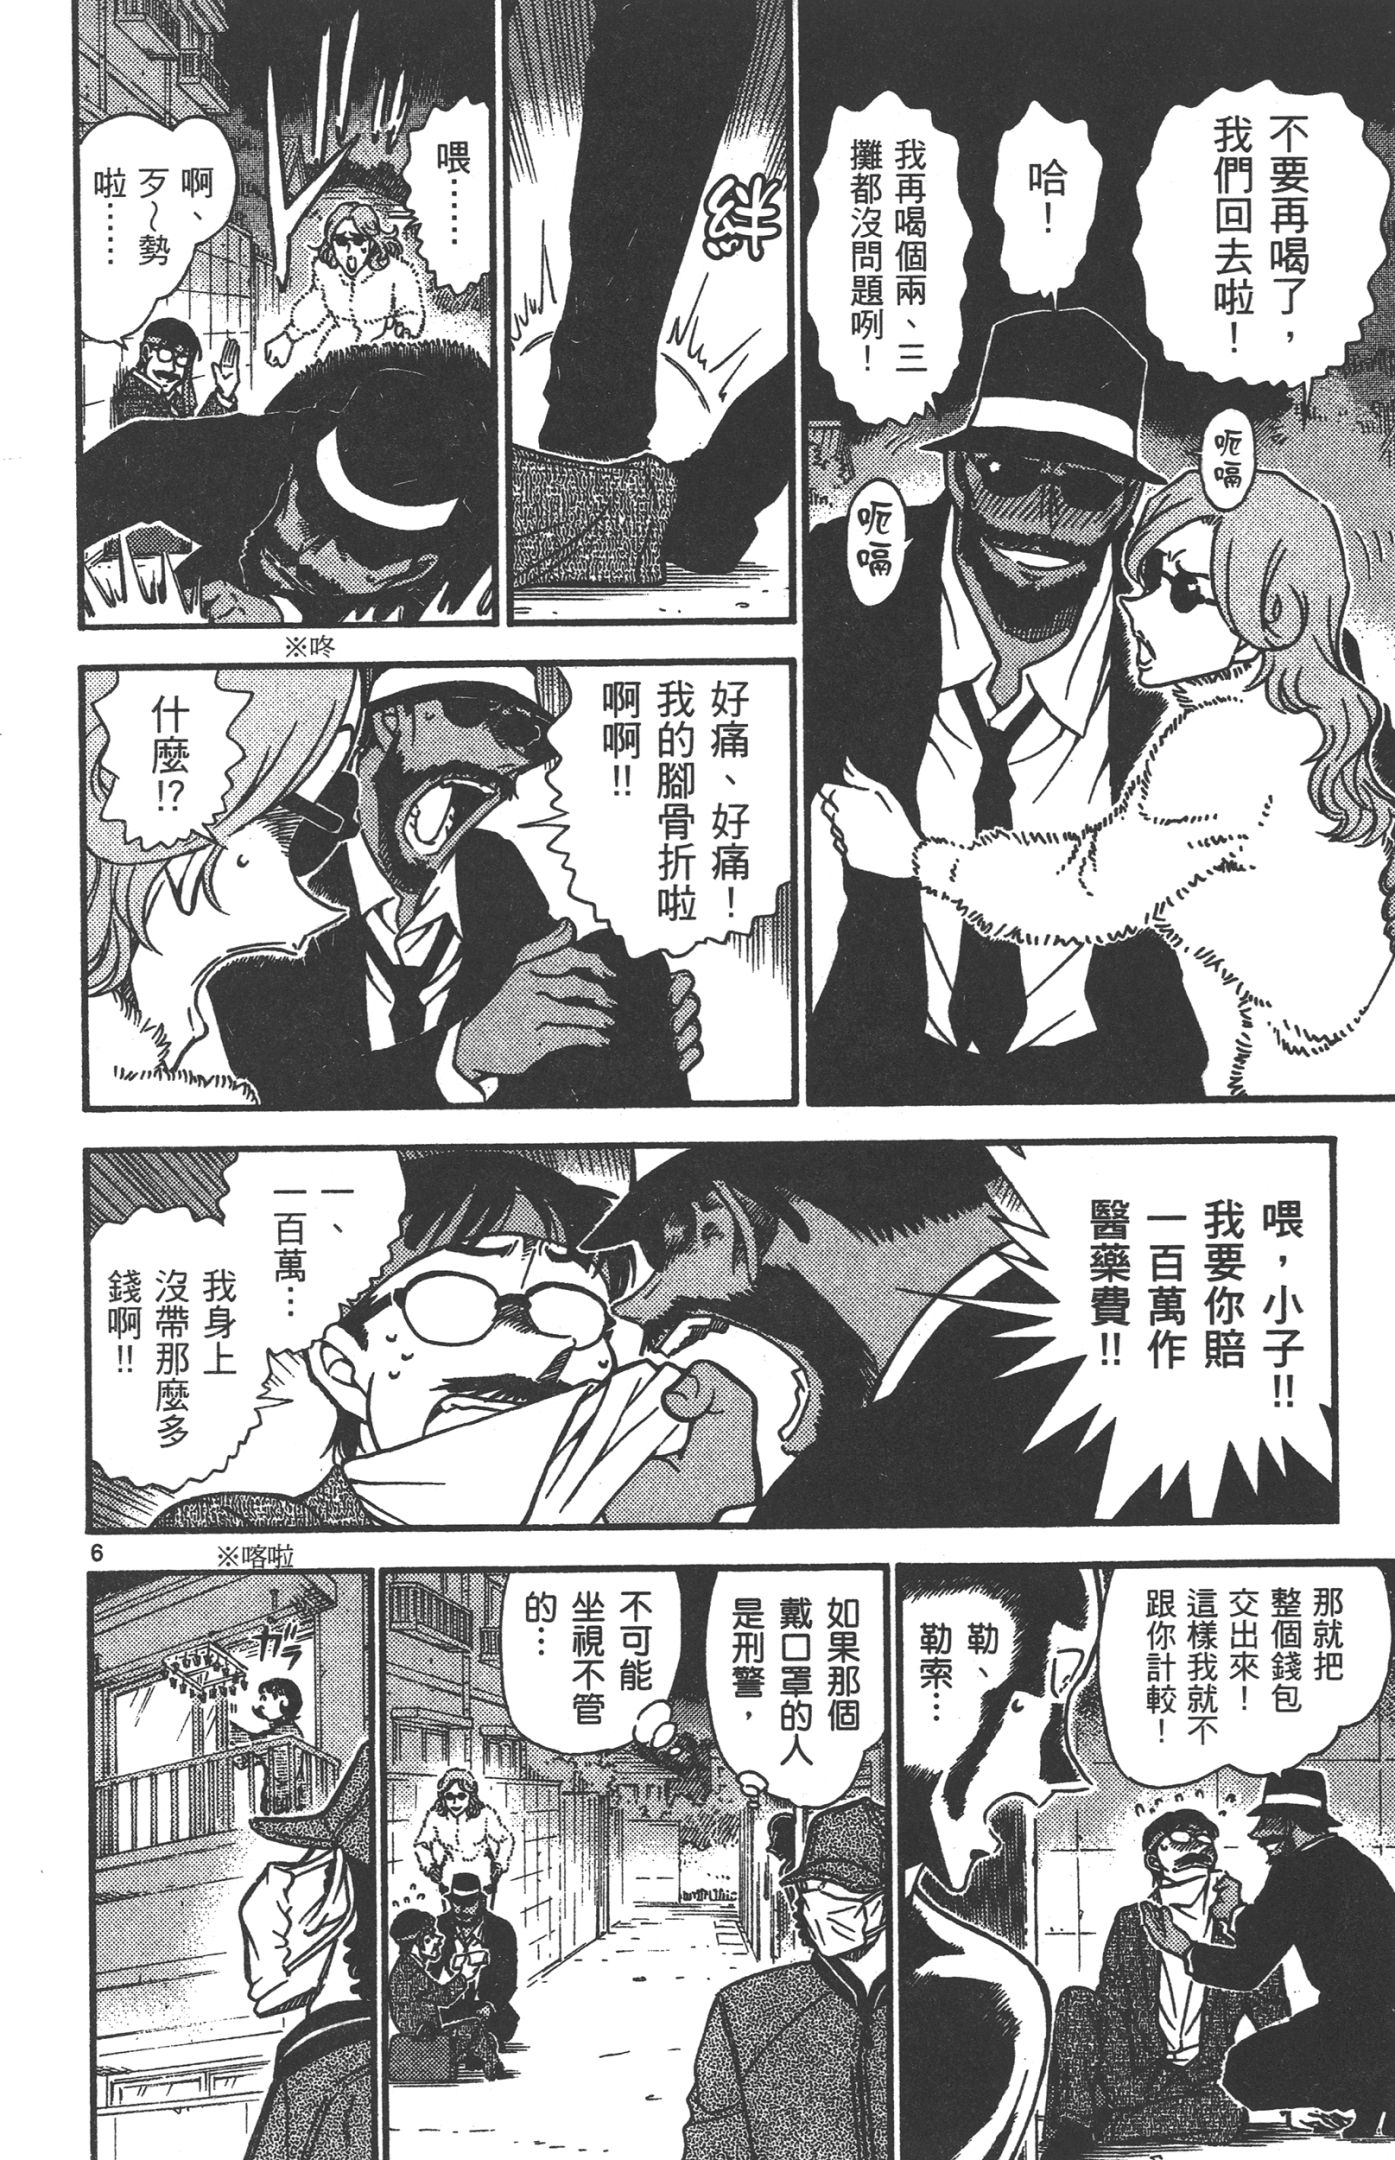 不要再喝了，
我們回去啦！
呃嗝
哈！
我再喝個兩、三
攤都沒問題咧！
呃嗝
絆
喂……
啊、
歹～勢
啦……
※咚
好痛、好痛！
我的腳骨折啦
啊啊!!
什麼!?
喂，小子!!
我要你賠
一百萬作
醫藥費!!
一、
一百萬…
我身上
沒帶那麼多
錢啊!!
6
※喀啦
那就把
整個錢包
交出來！
這樣我就不
跟你計較！
勒、
勒索…
如果那個
戴口罩的人
是刑警，
不可能
坐視不管
的…
ガラ